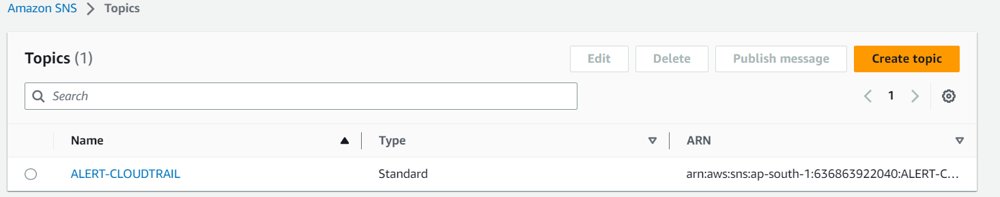 Amazon SNS > Topics
Topics (1) Edit Delete Publish message Create topic
Search 1
Name Type ARN
ALERT-CLOUDTRAIL Standard arn:aws:sns:ap-south-1:636863922040:ALERT-C...